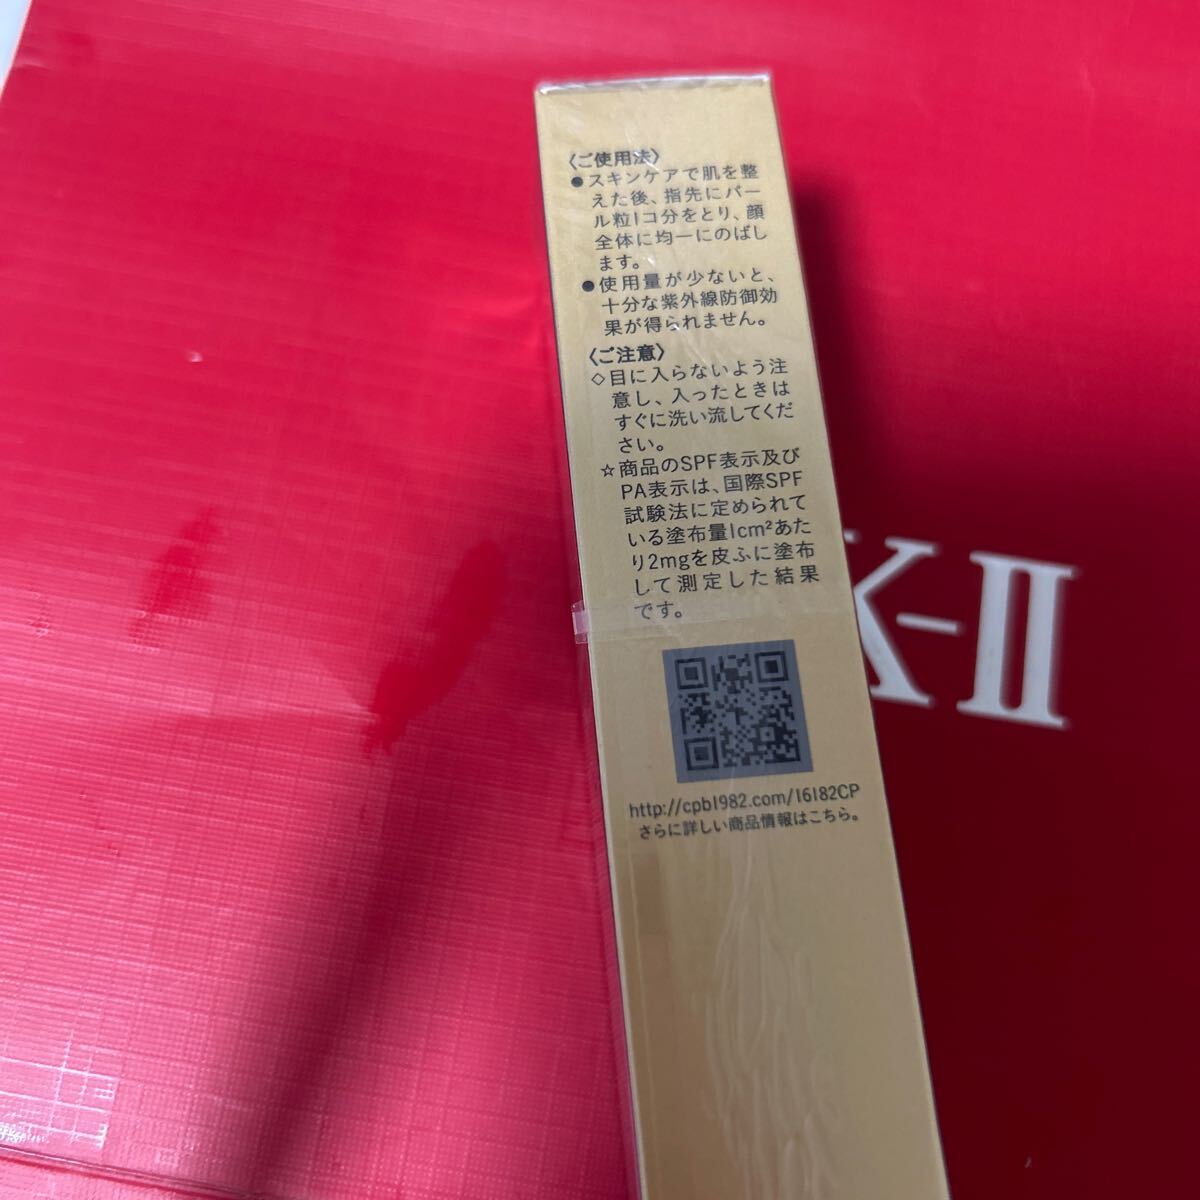 〈ご使用法〉
●スキンケアで肌を整
えた後、指先にパー
ル粒1コ分をとり、顔
全体に均一にのばし
ます。
●使用量が少ないと、
十分な紫外線防御効
果が得られません。
〈ご注意〉
◇目に入らないよう注
意し、入ったときは
すぐに洗い流してくだ
さい。
☆商品のSPF表示及び
PA表示は、国際SPF
試験法に定められて
いる塗布量1cm²あた
り2mgを皮ふに塗布
して測定した結果
です。
http://cpb1982.com/16182CP
さらに詳しい商品情報はこちら。
K-II